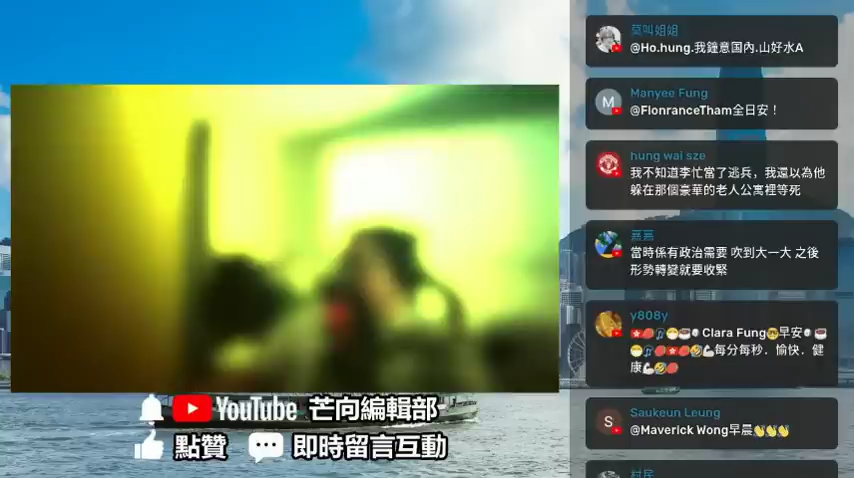 YouTube 芒向編輯部
點贊 即時留言互動
莫叫姐姐
@Ho.hung.我鐘意国內.山好水A
Manyee Fung
@FlonranceTham全日安！
hung wai sze
我不知道李忙當了逃兵，我還以為他
躲在那個豪華的老人公寓裡等死
當時係有政治需要 吹到大一大 之後
形勢轉變就要收緊
y808y
Clara Fung 早安
每分每秒．愉快．健
康
Saukeun Leung
@Maverick Wong早晨
村民